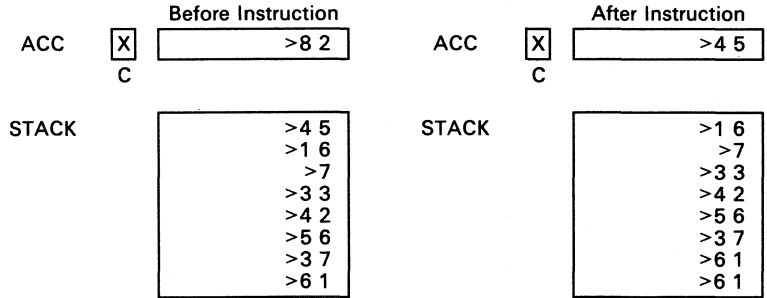 Before Instruction After Instruction
ACC X >8 2 ACC X >4 5
C C
STACK >4 5 STACK >1 6
>1 6 >7
>7 >3 3
>3 3 >4 2
>4 2 >5 6
>5 6 >3 7
>3 7 >6 1
>6 1 >6 1